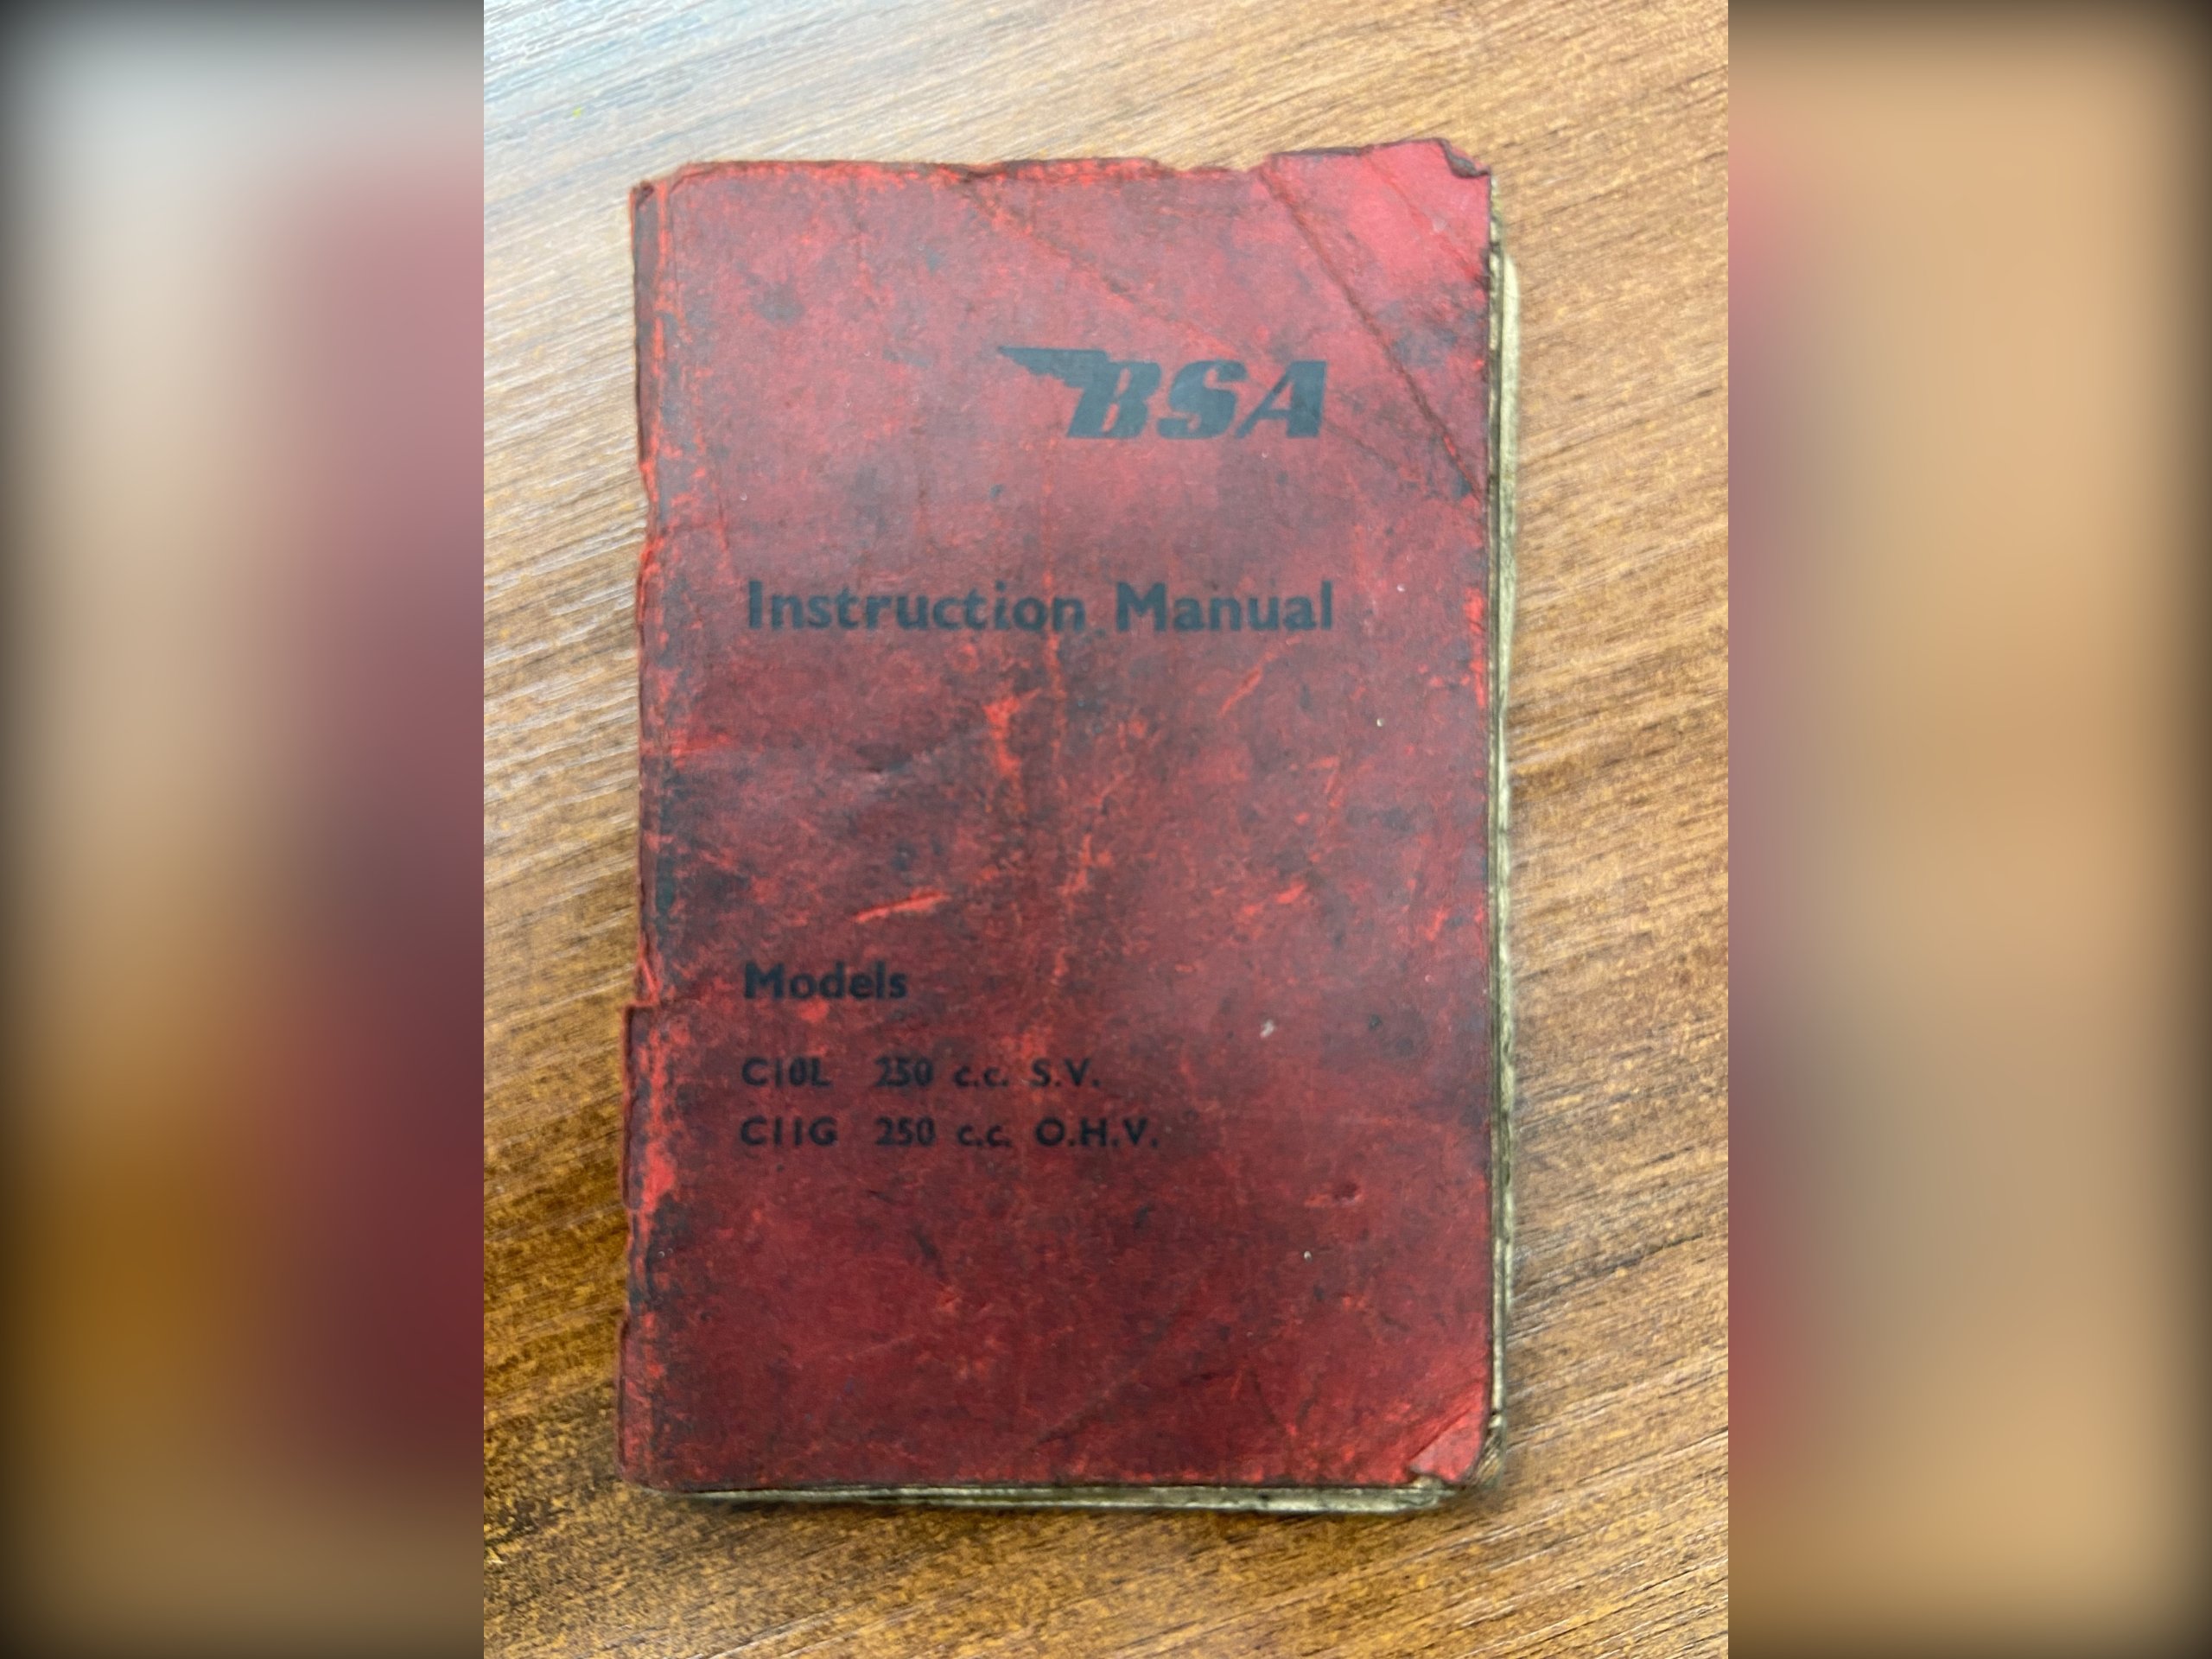 BSA
Instruction Manual
Models
C10L 250 c.c. S.V.
C11G 250 c.c. O.H.V.